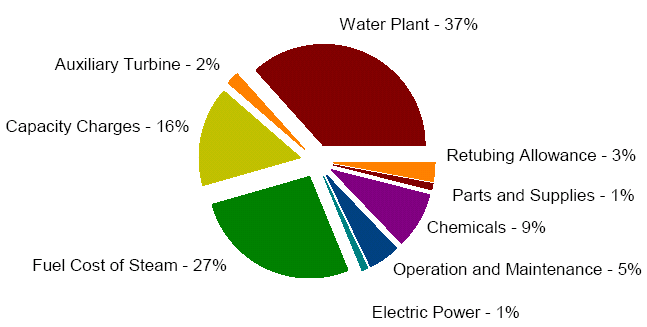 Water Plant - 37%
Auxiliary Turbine - 2%
Capacity Charges - 16%
Retubing Allowance - 3%
Parts and Supplies - 1%
Chemicals - 9%
Fuel Cost of Steam - 27%
Operation and Maintenance - 5%
Electric Power - 1%